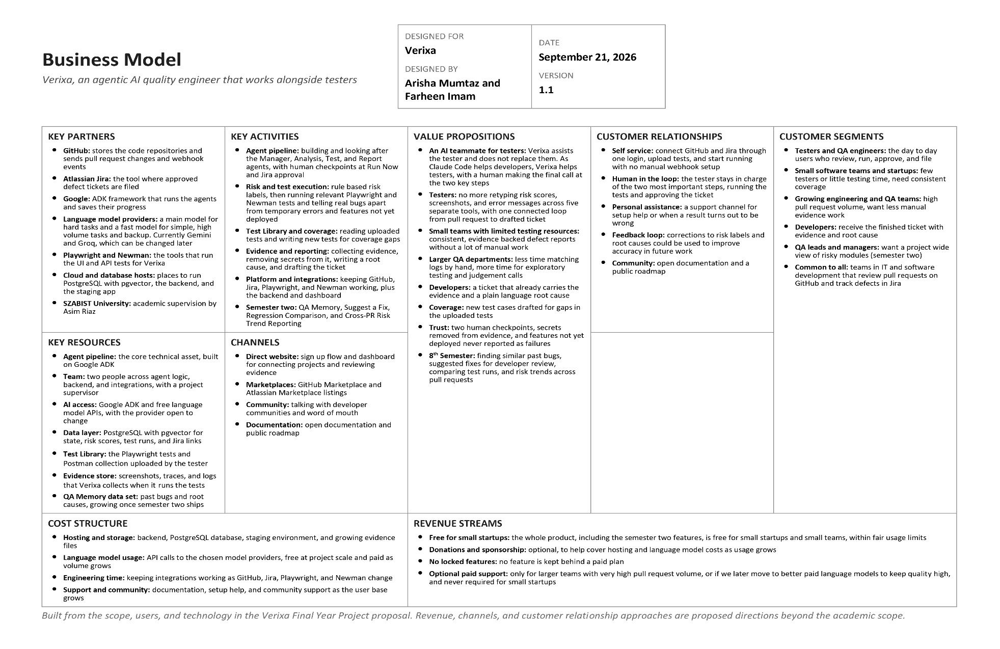 Business Model
Verixa, an agentic AI quality engineer that works alongside testers
DESIGNED FOR
Verixa
DESIGNED BY
Arisha Mumtaz and
Farheen Imam
DATE
September 21, 2026
VERSION
1.1
KEY PARTNERS
• GitHub: stores the code repositories and
sends pull request changes and webhook
events
• Atlassian Jira: the tool where approved
defect tickets are filed
• Google: ADK framework that runs the agents
and saves their progress
• Language model providers: a main model for
hard tasks and a fast model for simple, high
volume tasks and backup. Currently Gemini
and Groq, which can be changed later
• Playwright and Newman: the tools that run
the UI and API tests for Verixa
• Cloud and database hosts: places to run
PostgreSQL with pgvector, the backend, and
the staging app
• SZABIST University: academic supervision by
Asim Riaz
KEY ACTIVITIES
• Agent pipeline: building and looking after
the Manager, Analysis, Test, and Report
agents, with human checkpoints at Run Now
and Jira approval
• Risk and test execution: rule based risk
labels, then running relevant Playwright and
Newman tests and telling real bugs apart
from temporary errors and features not yet
deployed
• Test Library and coverage: reading uploaded
tests and writing new tests for coverage gaps
• Evidence and reporting: collecting evidence,
removing secrets from it, writing a root
cause, and drafting the ticket
• Platform and integrations: keeping GitHub,
Jira, Playwright, and Newman working, plus
the backend and dashboard
• Semester two: QA Memory, Suggest a Fix,
Regression Comparison, and Cross-PR Risk
Trend Reporting
VALUE PROPOSITIONS
• An AI teammate for testers: Verixa assists
the tester and does not replace them. As
Claude Code helps developers, Verixa helps
testers, with a human making the final call at
the two key steps
• Testers: no more retyping risk scores,
screenshots, and error messages across five
separate tools, with one connected loop
from pull request to drafted ticket
• Small teams with limited testing resources:
consistent, evidence backed defect reports
without a lot of manual work
• Larger QA departments: less time matching
logs by hand, more time for exploratory
testing and judgement calls
• Developers: a ticket that already carries the
evidence and a plain language root cause
• Coverage: new test cases drafted for gaps in
the uploaded tests
• Trust: two human checkpoints, secrets
removed from evidence, and features not yet
deployed never reported as failures
• 8th Semester: finding similar past bugs,
suggested fixes for developer review,
comparing test runs, and risk trends across
pull requests
CUSTOMER RELATIONSHIPS
• Self service: connect GitHub and Jira through
one login, upload tests, and start running
with no manual webhook setup
• Human in the loop: the tester stays in charge
of the two most important steps, running the
tests and approving the ticket
• Personal assistance: a support channel for
setup help or when a result turns out to be
wrong
• Feedback loop: corrections to risk labels and
root causes could be used to improve
accuracy in future work
• Community: open documentation and a
public roadmap
CUSTOMER SEGMENTS
• Testers and QA engineers: the day to day
users who review, run, approve, and file
• Small software teams and startups: few
testers or little testing time, need consistent
coverage
• Growing engineering and QA teams: high
pull request volume, want less manual
evidence work
• Developers: receive the finished ticket with
evidence and root cause
• QA leads and managers: want a project wide
view of risky modules (semester two)
• Common to all: teams in IT and software
development that review pull requests on
GitHub and track defects in Jira
KEY RESOURCES
• Agent pipeline: the core technical asset, built
on Google ADK
• Team: two people across agent logic,
backend, and integrations, with a project
supervisor
• AI access: Google ADK and free language
model APIs, with the provider open to
change
• Data layer: PostgreSQL with pgvector for
state, risk scores, test runs, and Jira links
• Test Library: the Playwright tests and
Postman collection uploaded by the tester
• Evidence store: screenshots, traces, and logs
that Verixa collects when it runs the tests
• QA Memory data set: past bugs and root
causes, growing once semester two ships
CHANNELS
• Direct website: sign up flow and dashboard
for connecting projects and reviewing
evidence
• Marketplaces: GitHub Marketplace and
Atlassian Marketplace listings
• Community: talking with developer
communities and word of mouth
• Documentation: open documentation and
public roadmap
COST STRUCTURE
• Hosting and storage: backend, PostgreSQL database, staging environment, and growing evidence
files
• Language model usage: API calls to the chosen model providers, free at project scale and paid as
volume grows
• Engineering time: keeping integrations working as GitHub, Jira, Playwright, and Newman change
• Support and community: documentation, setup help, and community support as the user base
grows
REVENUE STREAMS
• Free for small startups: the whole product, including the semester two features, is free for small startups and small teams, within fair usage limits
• Donations and sponsorship: optional, to help cover hosting and language model costs as usage grows
• No locked features: no feature is kept behind a paid plan
• Optional paid support: only for larger teams with very high pull request volume, or if we later move to better paid language models to keep quality high,
and never required for small startups
Built from the scope, users, and technology in the Verixa Final Year Project proposal. Revenue, channels, and customer relationship approaches are proposed directions beyond the academic scope.